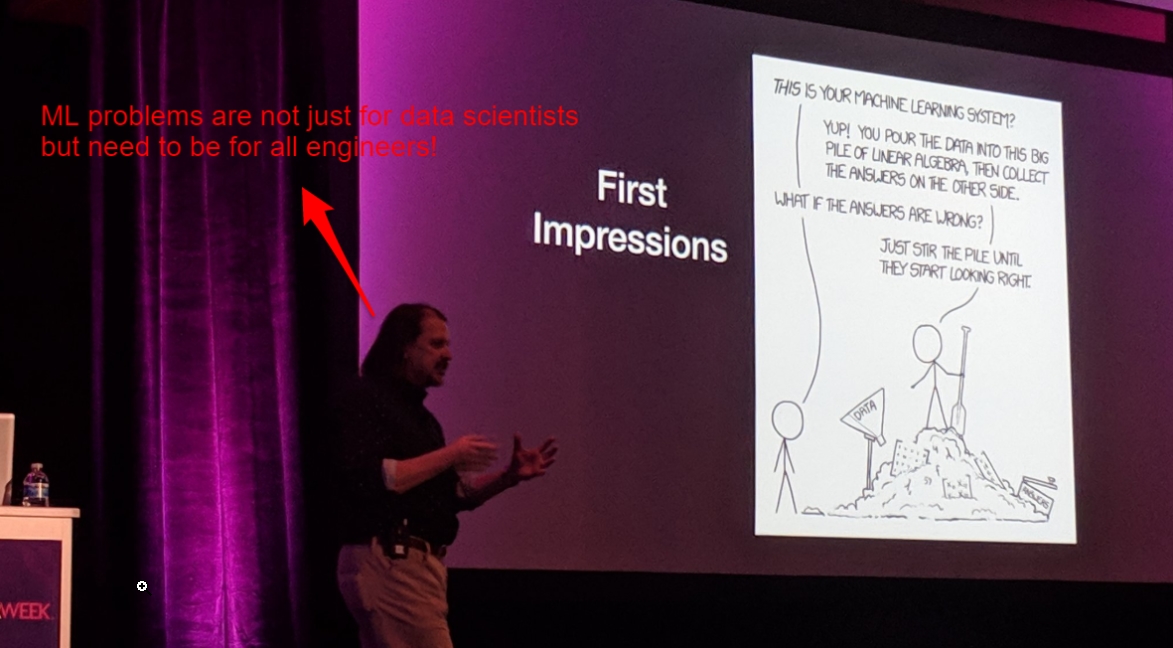 ML problems are not just for data scientists
but need to be for all engineers!
First
Impressions
THIS IS YOUR MACHINE LEARNING SYSTEM?
YUP! YOU POUR THE DATA INTO THIS BIG
PILE OF LINEAR ALGEBRA, THEN COLLECT
THE ANSWERS ON THE OTHER SIDE.
WHAT IF THE ANSWERS ARE WRONG?
JUST STIR THE PILE UNTIL
THEY START LOOKING RIGHT.
DATA
ANSWERS
WEEK